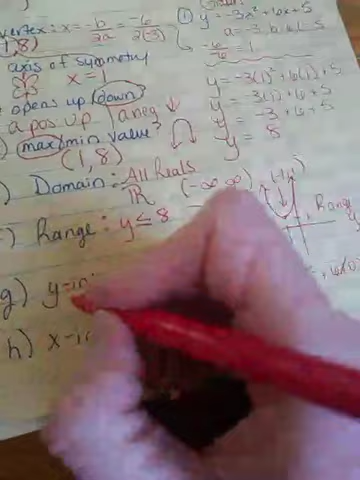 vertex: x = -b/2a = -6/2(-3)
(1,8)
axis of symmetry
x = 1
opens up down
a pos. up | a neg ↓
max/min value?
(1, 8)
Domain: All Reals
ℝ (-∞, ∞)
Range: y ≤ 8
g) y-in
h) x-i
① y = -3x² + 6x + 5
a = -3 b = 6 c = 5
-6/-6 = 1
y = -3(1)² + 6(1) + 5
y = -3(1) + 6 + 5
y = -3 + 6 + 5
y = 8
Range
y